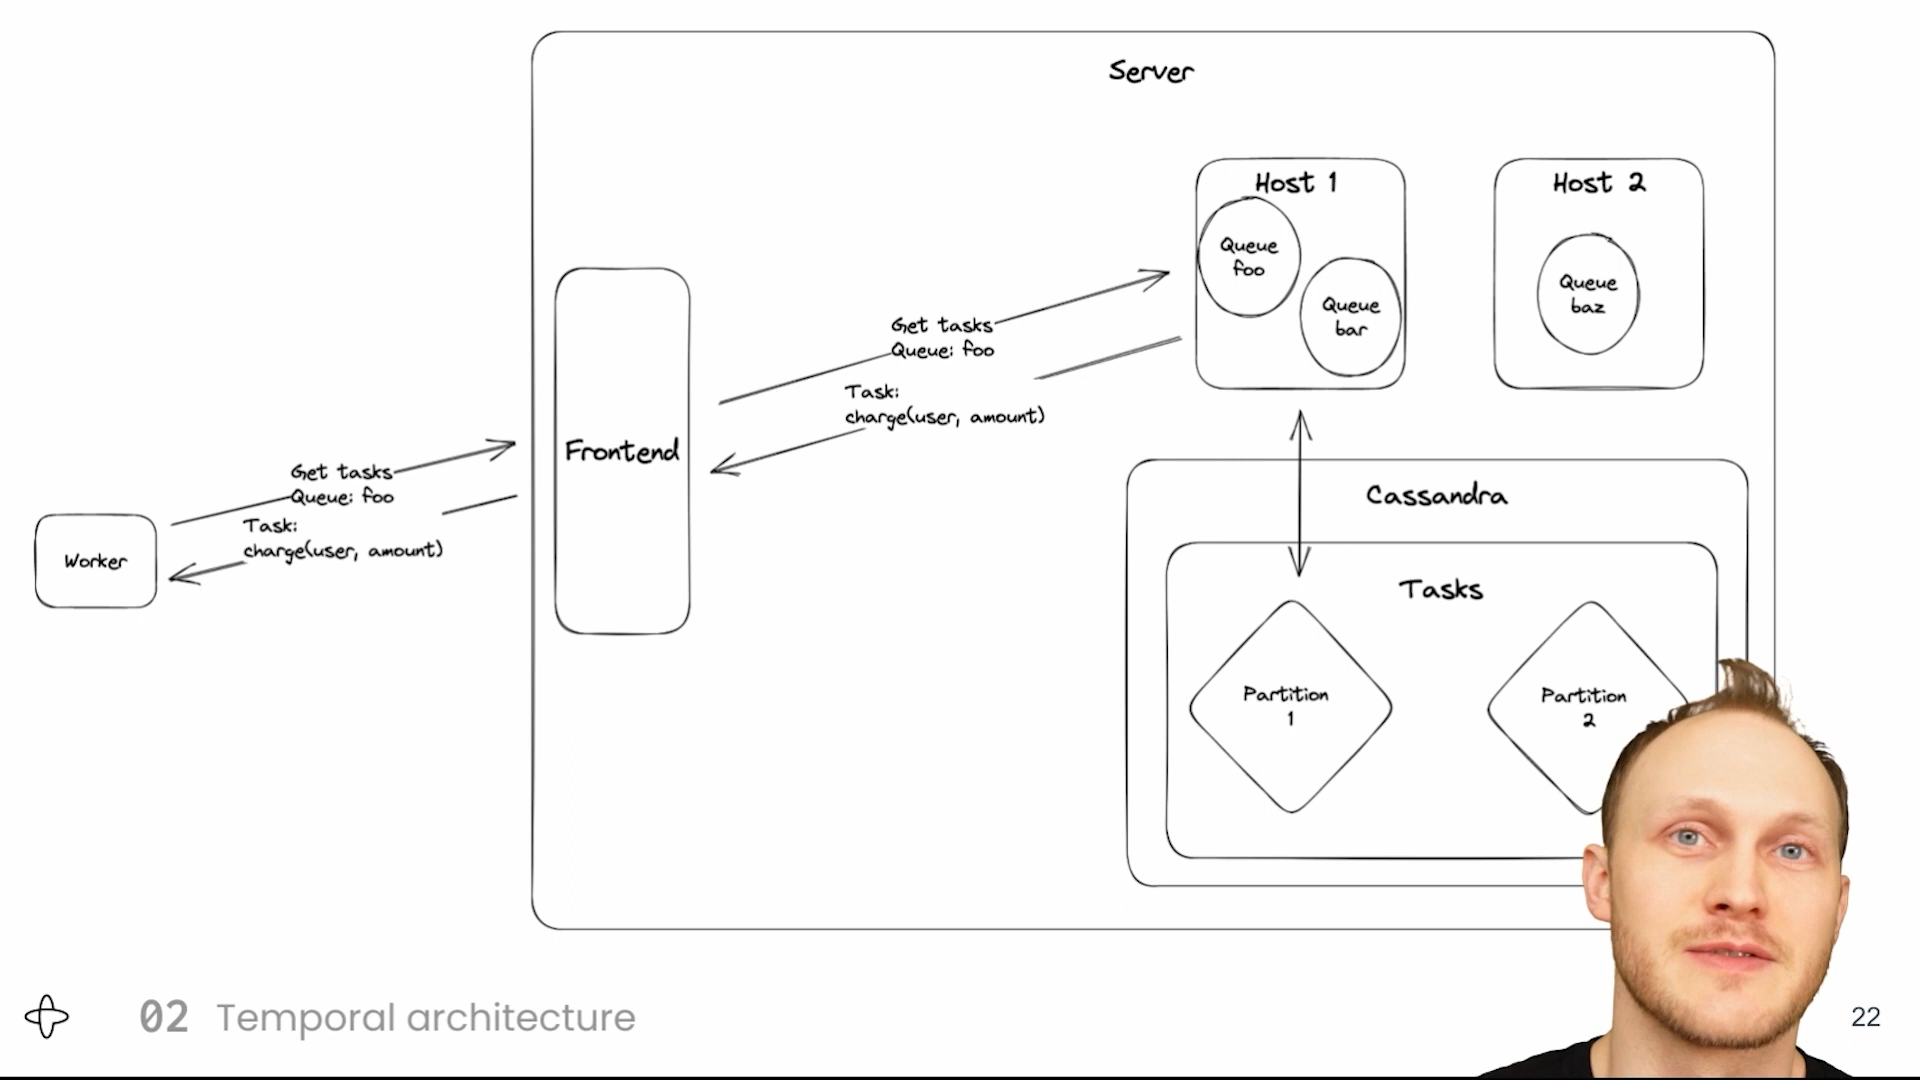 Server
Host 1
Host 2
Queue
foo
Queue
bar
Queue
baz
Get tasks
Queue: foo
Task:
charge(user, amount)
Frontend
Get tasks
Queue: foo
Task:
charge(user, amount)
Worker
Cassandra
Tasks
Partition
1
Partition
2
02 Temporal architecture
22